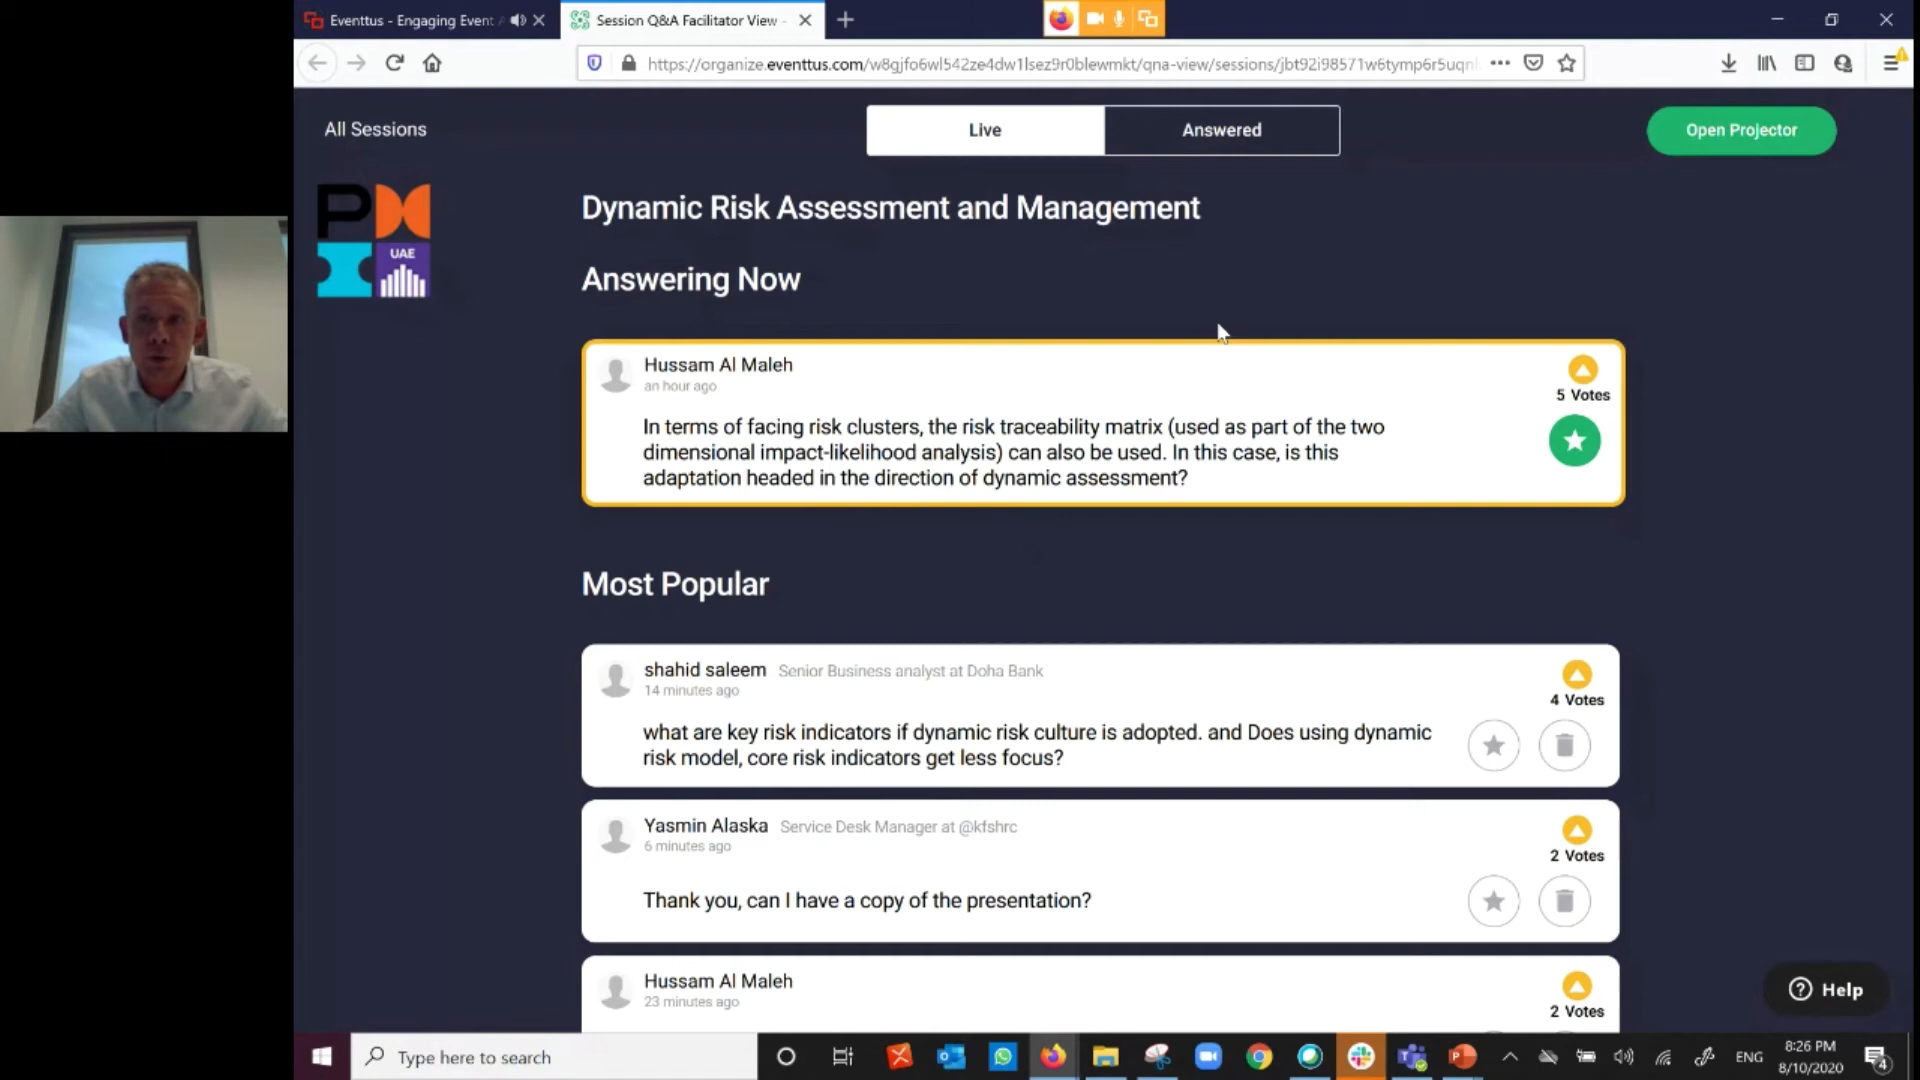 Eventtus - Engaging Event
Session Q&A Facilitator View -
https://organize.eventtus.com/w8gjfo6wl542ze4dw1lsez9r0blewmkt/qna-view/sessions/jbt92i98571w6tymp6r5uqn
All Sessions
Live
Answered
Open Projector
PM
UAE
Dynamic Risk Assessment and Management
Answering Now
Hussam Al Maleh
an hour ago
5 Votes
In terms of facing risk clusters, the risk traceability matrix (used as part of the two
dimensional impact-likelihood analysis) can also be used. In this case, is this
adaptation headed in the direction of dynamic assessment?
Most Popular
shahid saleem Senior Business analyst at Doha Bank
14 minutes ago
4 Votes
what are key risk indicators if dynamic risk culture is adopted. and Does using dynamic
risk model, core risk indicators get less focus?
Yasmin Alaska Service Desk Manager at @kfshrc
6 minutes ago
2 Votes
Thank you, can I have a copy of the presentation?
Hussam Al Maleh
23 minutes ago
2 Votes
Help
Type here to search
ENG
8:26 PM
8/10/2020
4